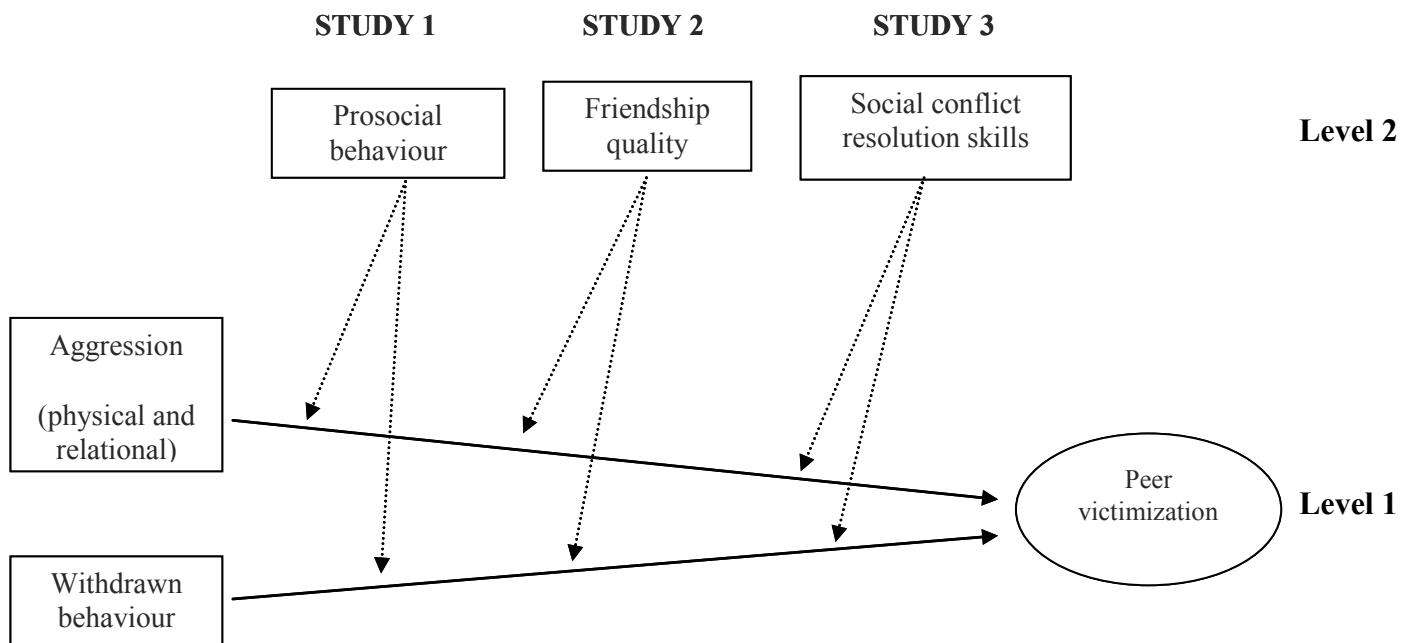 STUDY 1 STUDY 2 STUDY 3
Prosocial
behaviour
Friendship
quality
Social conflict
resolution skills
Level 2
Aggression
(physical and
relational)
Peer
victimization
Level 1
Withdrawn
behaviour